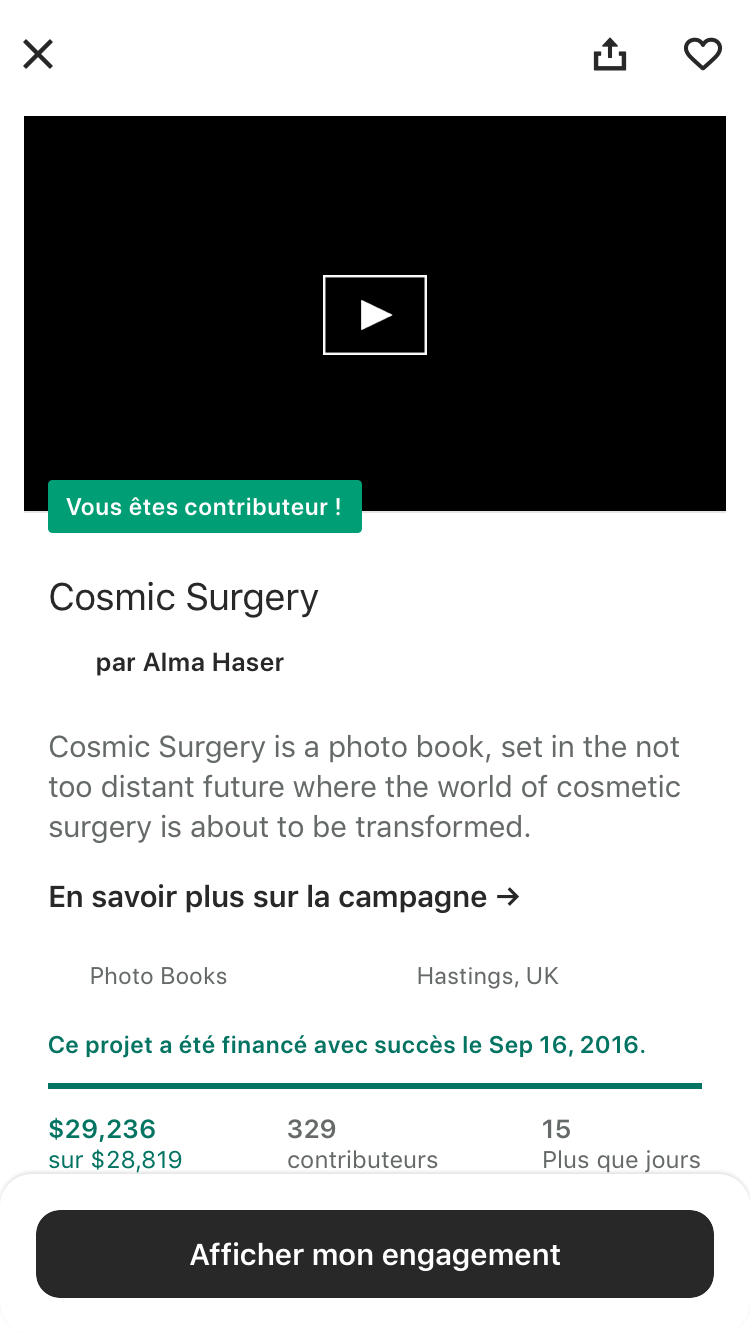 Vous êtes contributeur !
Cosmic Surgery
par Alma Haser
Cosmic Surgery is a photo book, set in the not
too distant future where the world of cosmetic
surgery is about to be transformed.
En savoir plus sur la campagne →
Photo Books
Hastings, UK
Ce projet a été financé avec succès le Sep 16, 2016.
$29,236
sur $28,819
329
contributeurs
15
Plus que jours
Afficher mon engagement